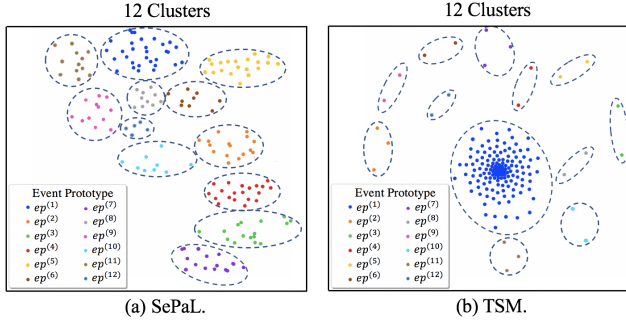 12 Clusters
Event Prototype
ep^(1) ep^(7)
ep^(2) ep^(8)
ep^(3) ep^(9)
ep^(4) ep^(10)
ep^(5) ep^(11)
ep^(6) ep^(12)
(a) SePaL.
12 Clusters
Event Prototype
ep^(1) ep^(7)
ep^(2) ep^(8)
ep^(3) ep^(9)
ep^(4) ep^(10)
ep^(5) ep^(11)
ep^(6) ep^(12)
(b) TSM.